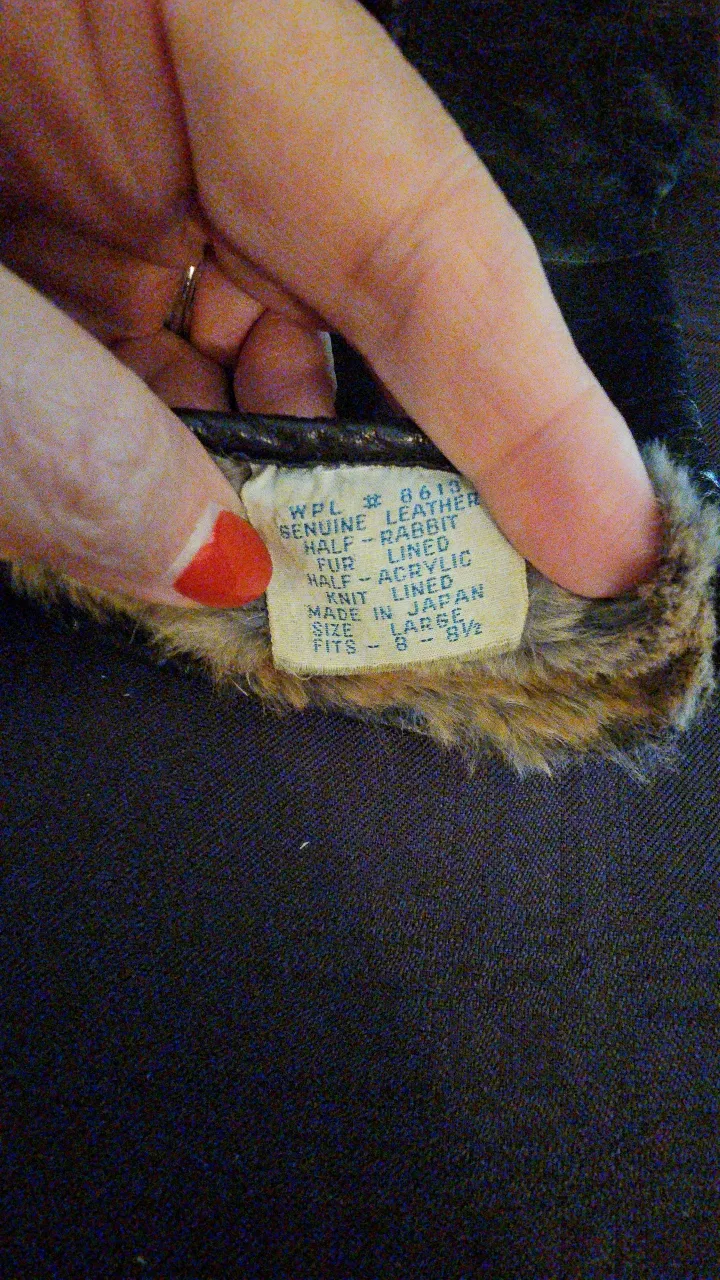 WPL # 8613
GENUINE LEATHER
HALF - RABBIT
FUR LINED
HALF - ACRYLIC
KNIT LINED
MADE IN JAPAN
SIZE LARGE
FITS - 8 - 8½